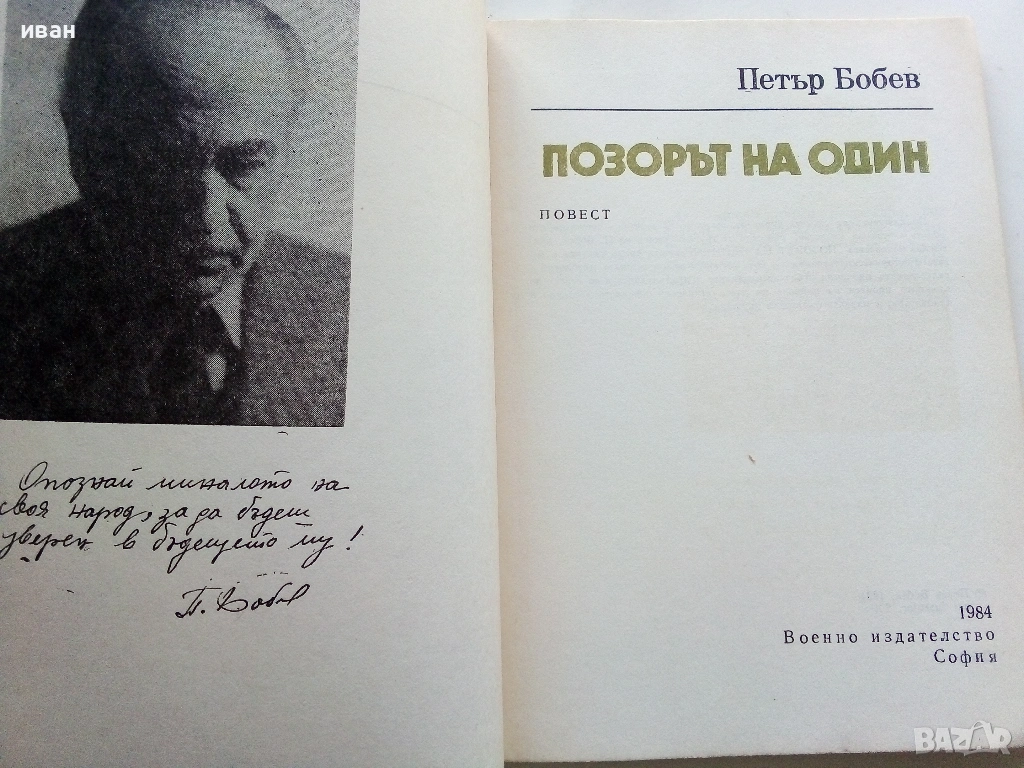 иван
Опознай миналото на
своя народ, за да бъдеш
уверен в бъдещето му!
П. Бобев
Петър Бобев
ПОЗОРЪТ НА ОДИН
ПОВЕСТ
1984
Военно издателство
София
BAZAR